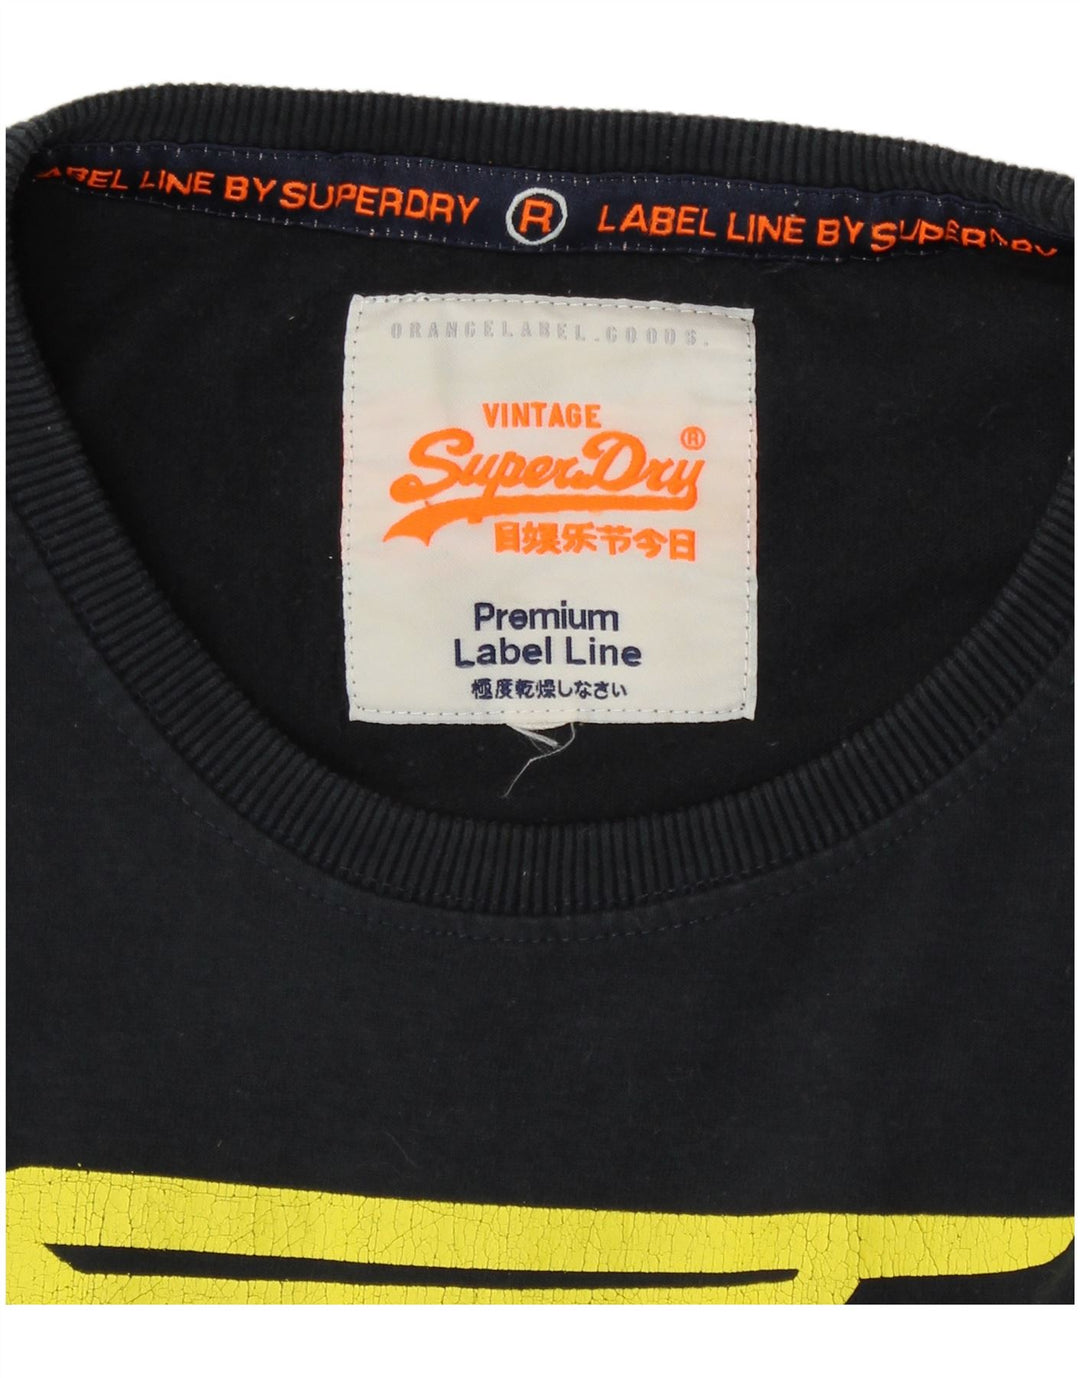 ABEL LINE BY SUPERDRY ® LABEL LINE BY SUPERDRY
ORANGELABEL.GOODS.
VINTAGE
SuperDry®
目娱乐节今日
Premium
Label Line
極度乾燥しなさい